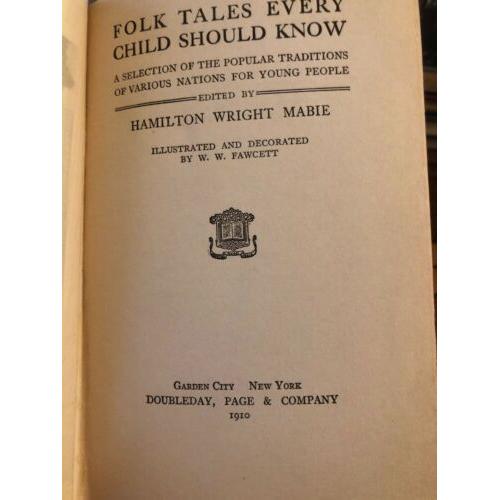 FOLK TALES EVERY
CHILD SHOULD KNOW
A SELECTION OF THE POPULAR TRADITIONS
OF VARIOUS NATIONS FOR YOUNG PEOPLE
EDITED BY
HAMILTON WRIGHT MABIE
ILLUSTRATED AND DECORATED
BY W. W. FAWCETT
GARDEN CITY NEW YORK
DOUBLEDAY, PAGE & COMPANY
1910